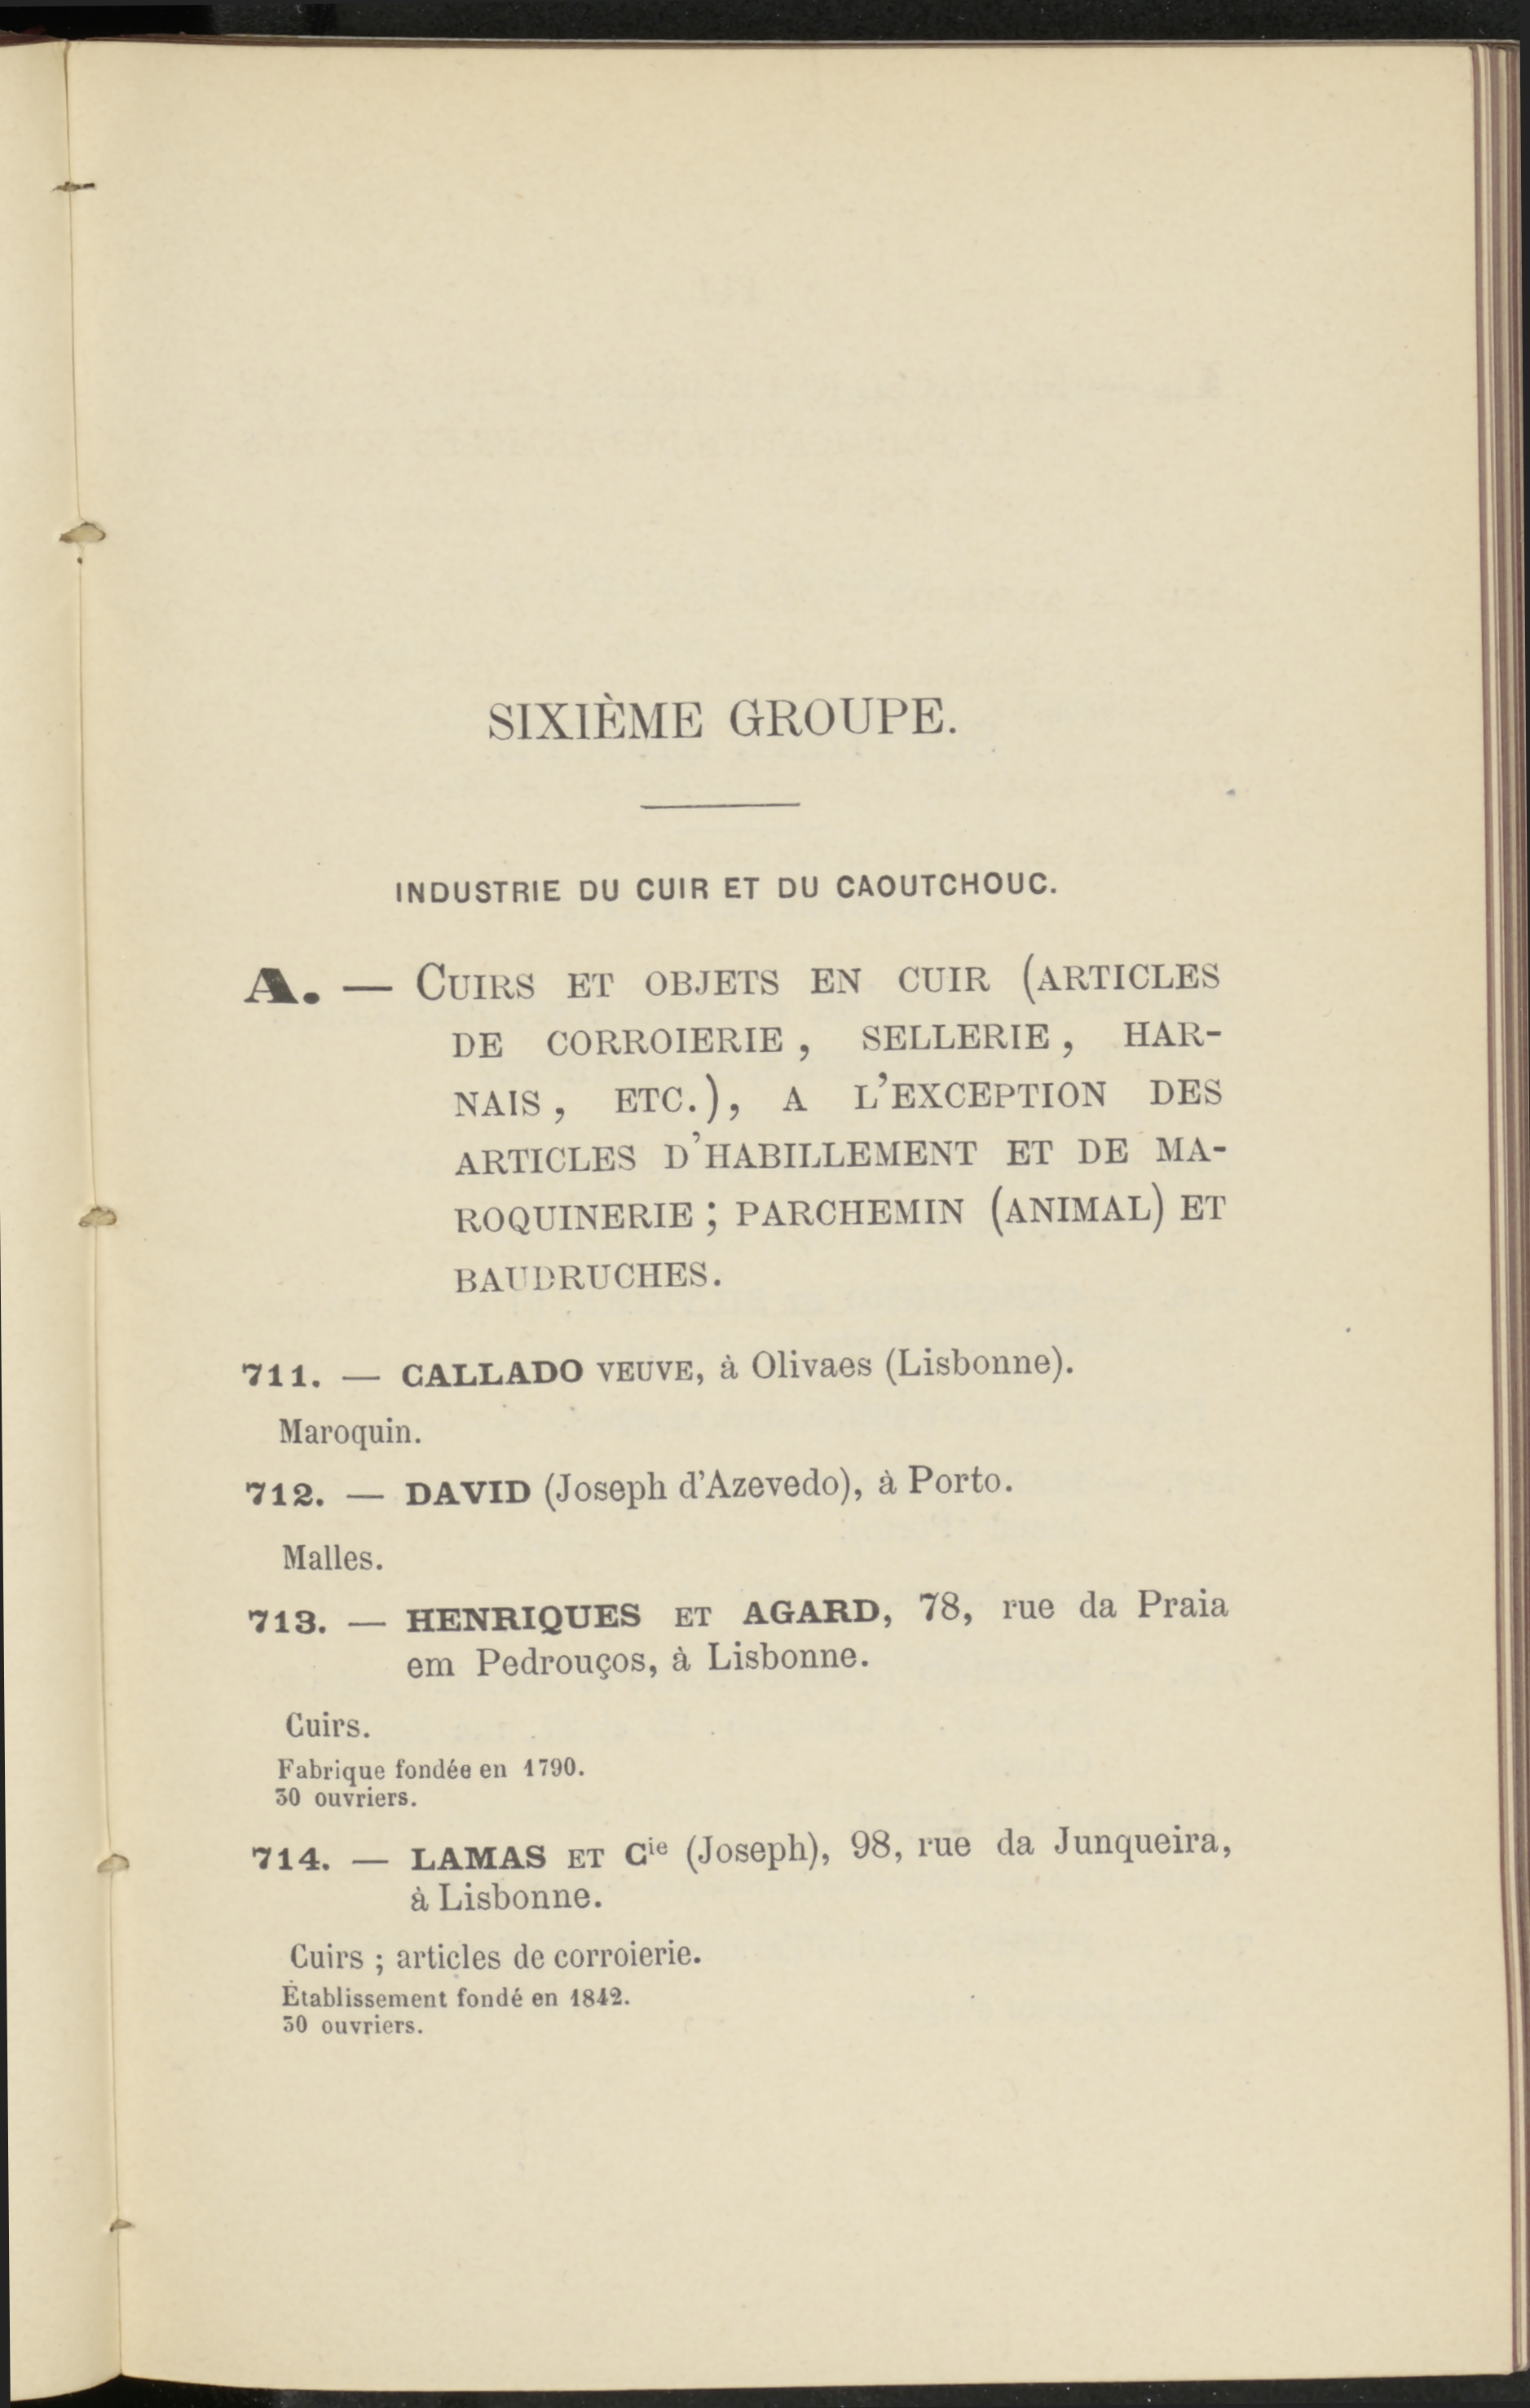 SIXIÈME GROUPE.
INDUSTRIE DU CUIR ET DU CAOUTCHOUC.
A. — CUIRS ET OBJETS EN CUIR (ARTICLES
DE CORROIERIE, SELLERIE, HAR-
NAIS, ETC.), A L'EXCEPTION DES
ARTICLES D'HABILLEMENT ET DE MA-
ROQUINERIE ; PARCHEMIN (ANIMAL) ET
BAUDRUCHES.
711. — CALLADO VEUVE, à Olivaes (Lisbonne).
Maroquin.
712. — DAVID (Joseph d'Azevedo), à Porto.
Malles.
713. — HENRIQUES ET AGARD, 78, rue da Praia
em Pedrouços, à Lisbonne.
Cuirs.
Fabrique fondée en 1790.
30 ouvriers.
714. — LAMAS ET Cie (Joseph), 98, rue da Junqueira,
à Lisbonne.
Cuirs ; articles de corroierie.
Établissement fondé en 1842.
30 ouvriers.